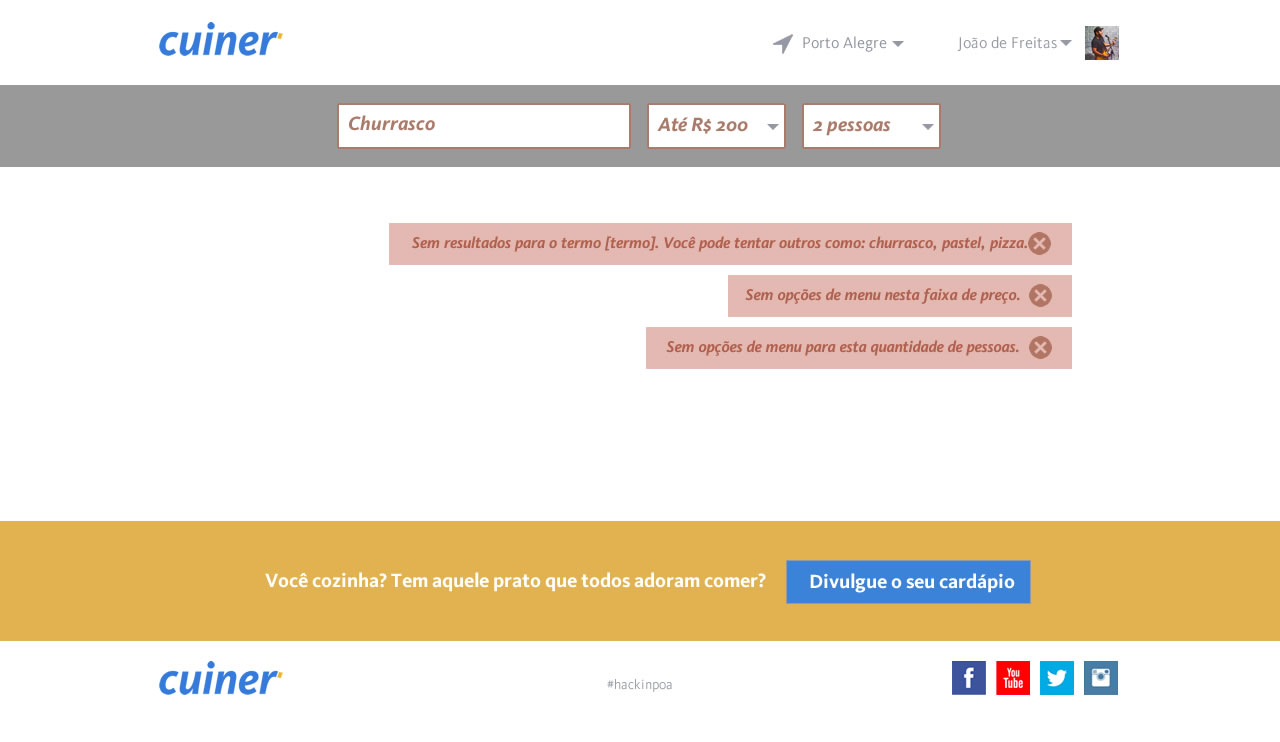 cuiner
Porto Alegre
João de Freitas
Churrasco
Até R$ 200
2 pessoas
Sem resultados para o termo [termo]. Você pode tentar outros como: churrasco, pastel, pizza.
Sem opções de menu nesta faixa de preço.
Sem opções de menu para esta quantidade de pessoas.
Você cozinha? Tem aquele prato que todos adoram comer?
Divulgue o seu cardápio
cuiner
#hackinpoa
You
Tube